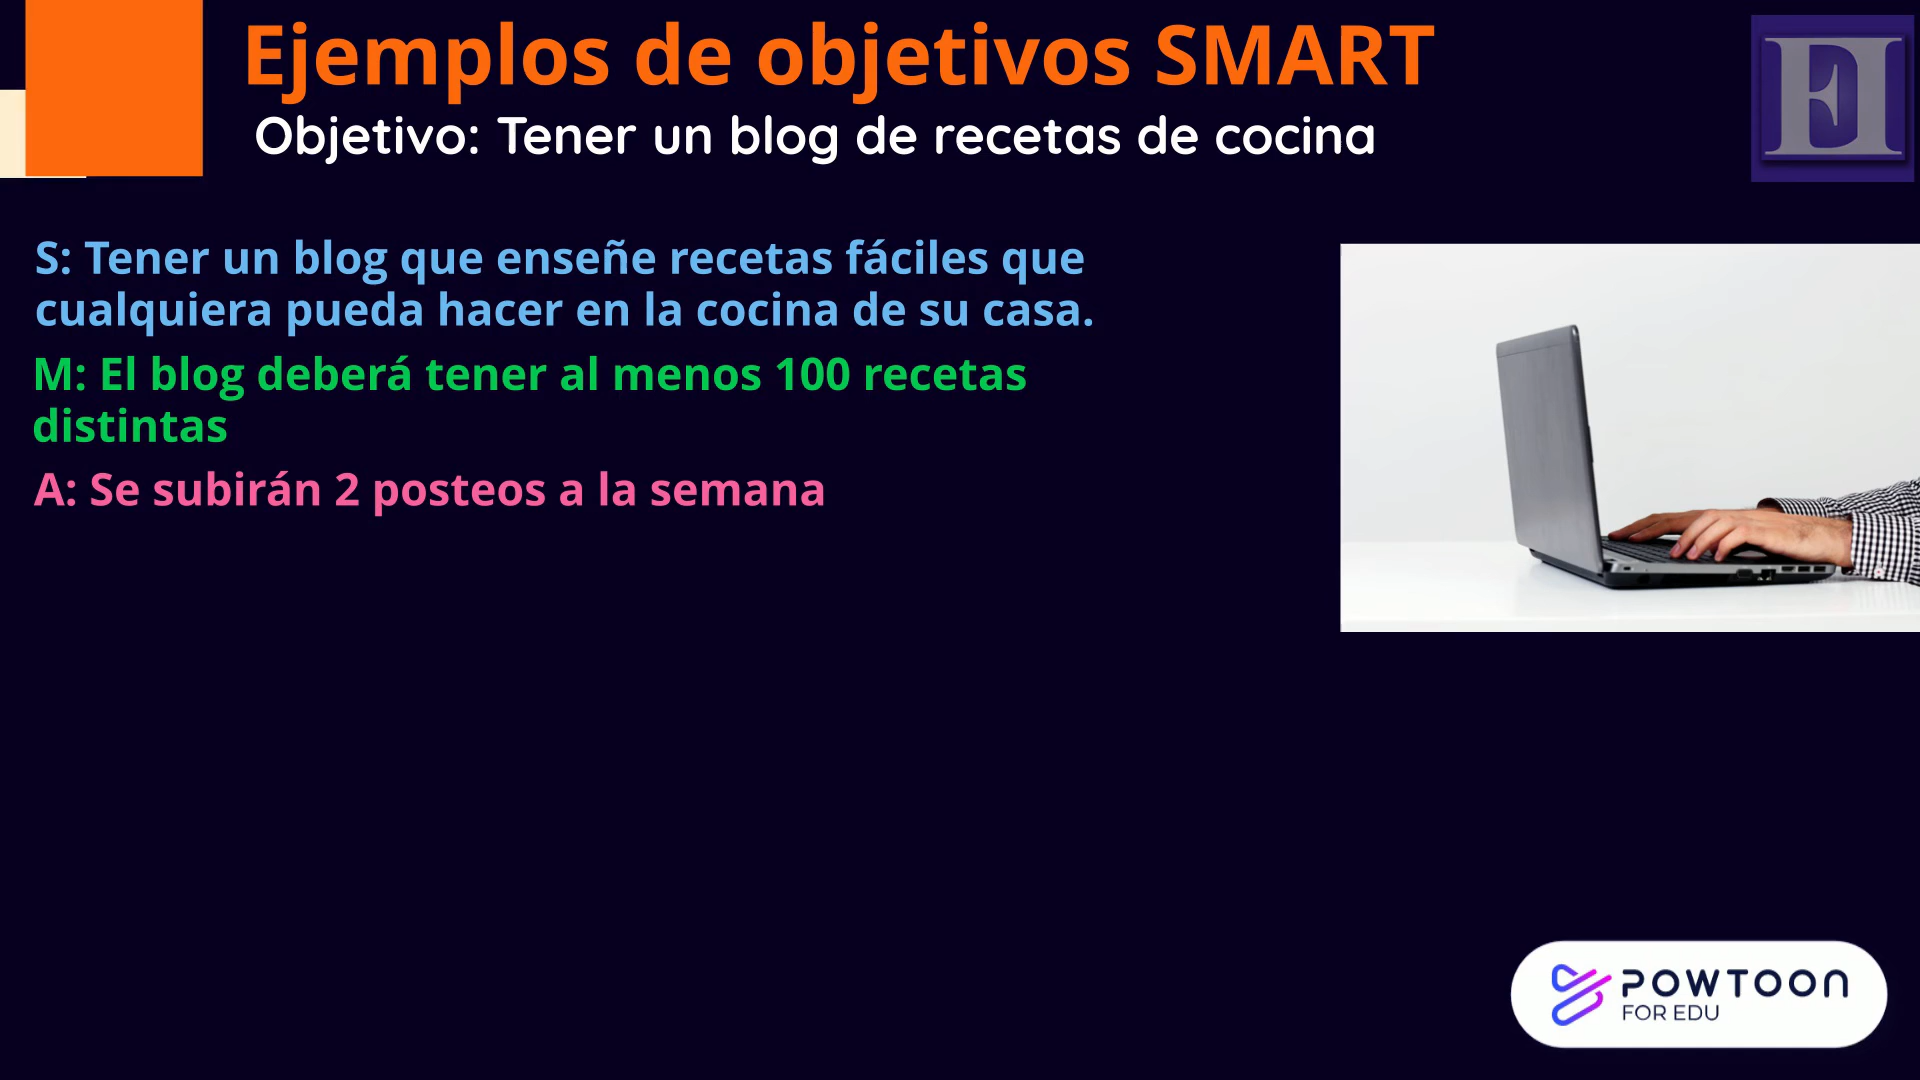 Ejemplos de objetivos SMART
Objetivo: Tener un blog de recetas de cocina
EI
S: Tener un blog que enseñe recetas fáciles que
cualquiera pueda hacer en la cocina de su casa.
M: El blog deberá tener al menos 100 recetas
distintas
A: Se subirán 2 posteos a la semana
POWTOON
FOR EDU